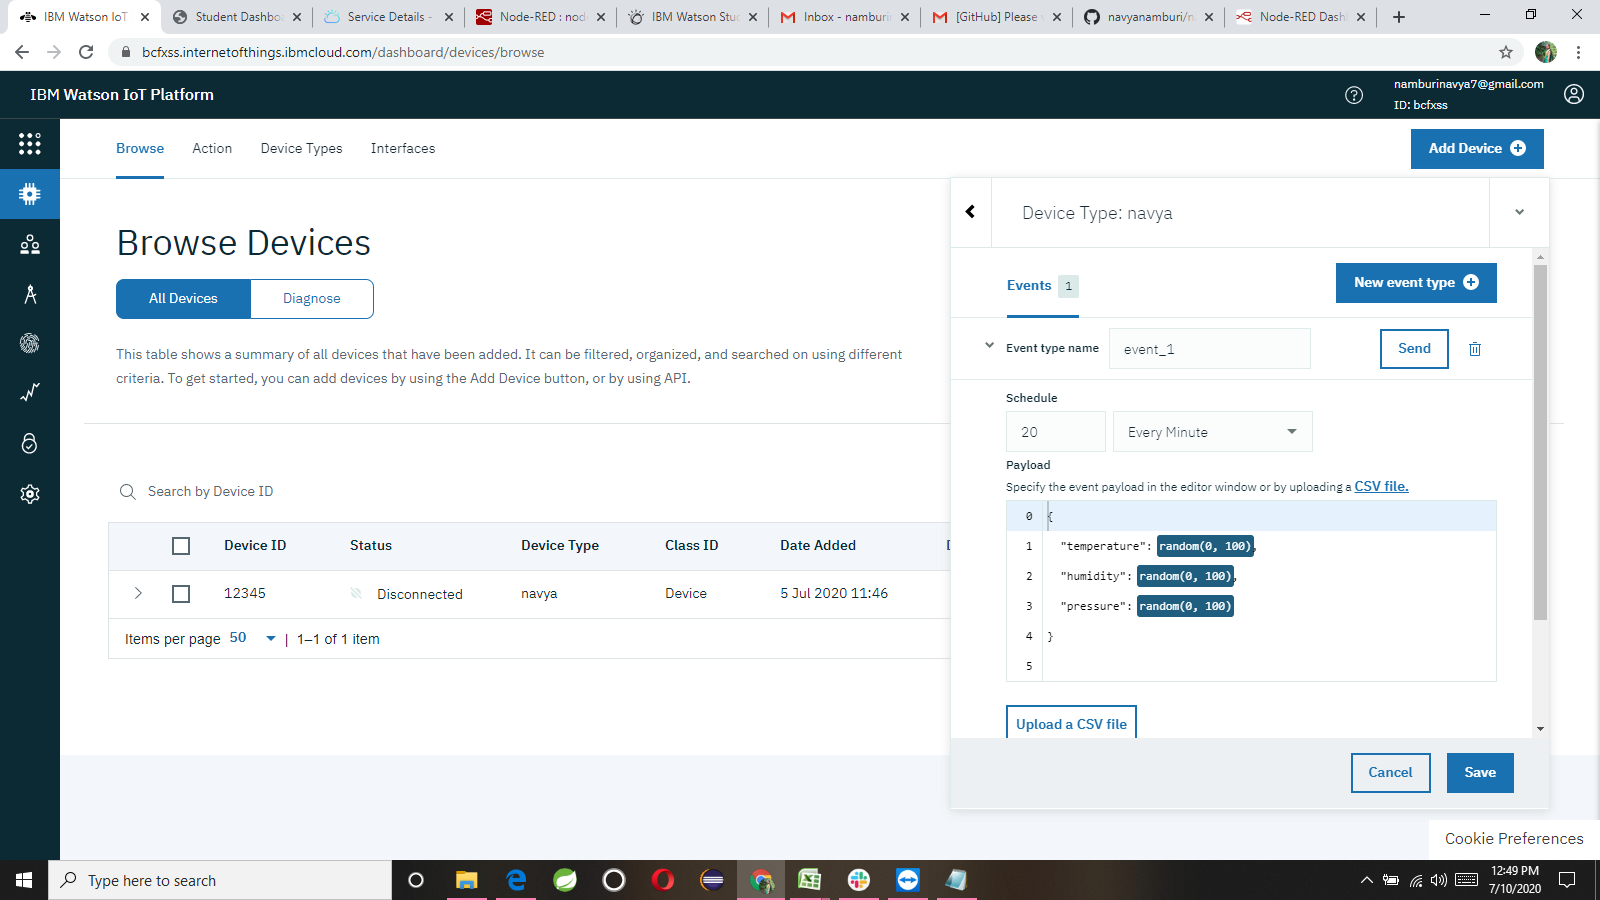 IBM Watson IoT
Student Dashbo
Service Details -
Node-RED : nod
IBM Watson Stu
Inbox - namburi
[GitHub] Please
navyanamburi/n
Node-RED Dash
bcfxss.internetofthings.ibmcloud.com/dashboard/devices/browse
IBM Watson IoT Platform
namburinavya7@gmail.com
ID: bcfxss
Browse
Action
Device Types
Interfaces
Add Device
Device Type: navya
Browse Devices
All Devices
Diagnose
Events 1
New event type
This table shows a summary of all devices that have been added. It can be filtered, organized, and searched on using different
criteria. To get started, you can add devices by using the Add Device button, or by using API.
Event type name
event_1
Send
Schedule
20
Every Minute
Payload
Specify the event payload in the editor window or by uploading a CSV file.
0 {
1 "temperature": random(0, 100),
2 "humidity": random(0, 100),
3 "pressure": random(0, 100)
4 }
5
Upload a CSV file
Cancel
Save
Search by Device ID
Device ID Status Device Type Class ID Date Added
12345 Disconnected navya Device 5 Jul 2020 11:46
Items per page 50 | 1–1 of 1 item
Cookie Preferences
Type here to search
12:49 PM
7/10/2020